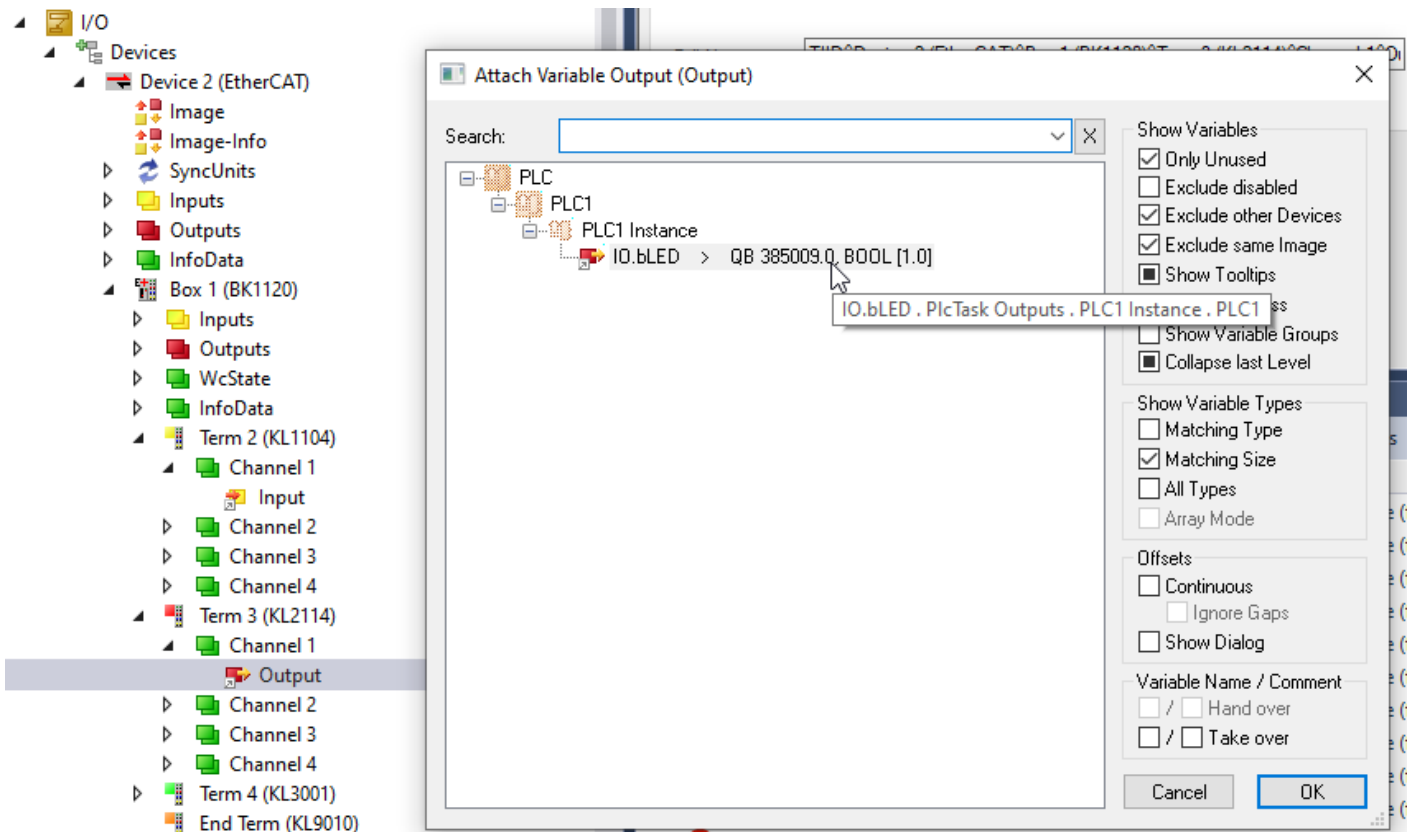 I/O
Devices
Device 2 (EtherCAT)
Image
Image-Info
SyncUnits
Inputs
Outputs
InfoData
Box 1 (BK1120)
Inputs
Outputs
WcState
InfoData
Term 2 (KL1104)
Channel 1
Input
Channel 2
Channel 3
Channel 4
Term 3 (KL2114)
Channel 1
Output
Channel 2
Channel 3
Channel 4
Term 4 (KL3001)
End Term (KL9010)
Attach Variable Output (Output)
Search:
X
PLC
PLC1
PLC1 Instance
IO.bLED > QB 385009.0, BOOL [1.0]
IO.bLED . PlcTask Outputs . PLC1 Instance . PLC1
Show Variables
Only Unused
Exclude disabled
Exclude other Devices
Exclude same Image
Show Tooltips
ss
Show Variable Groups
Collapse last Level
Show Variable Types
Matching Type
Matching Size
All Types
Array Mode
Offsets
Continuous
Ignore Gaps
Show Dialog
Variable Name / Comment
/ Hand over
/ Take over
Cancel
OK